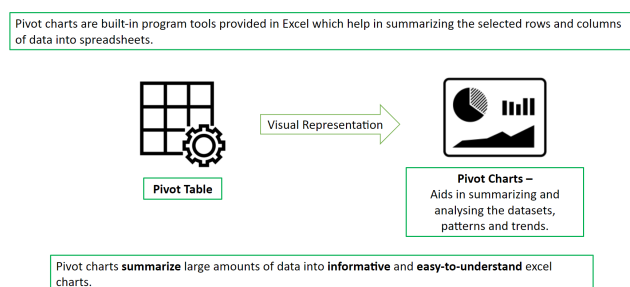 Pivot charts are built-in program tools provided in Excel which help in summarizing the selected rows and columns
of data into spreadsheets.
Visual Representation
Pivot Table
Pivot Charts –
Aids in summarizing and
analysing the datasets,
patterns and trends.
Pivot charts summarize large amounts of data into informative and easy-to-understand excel
charts.